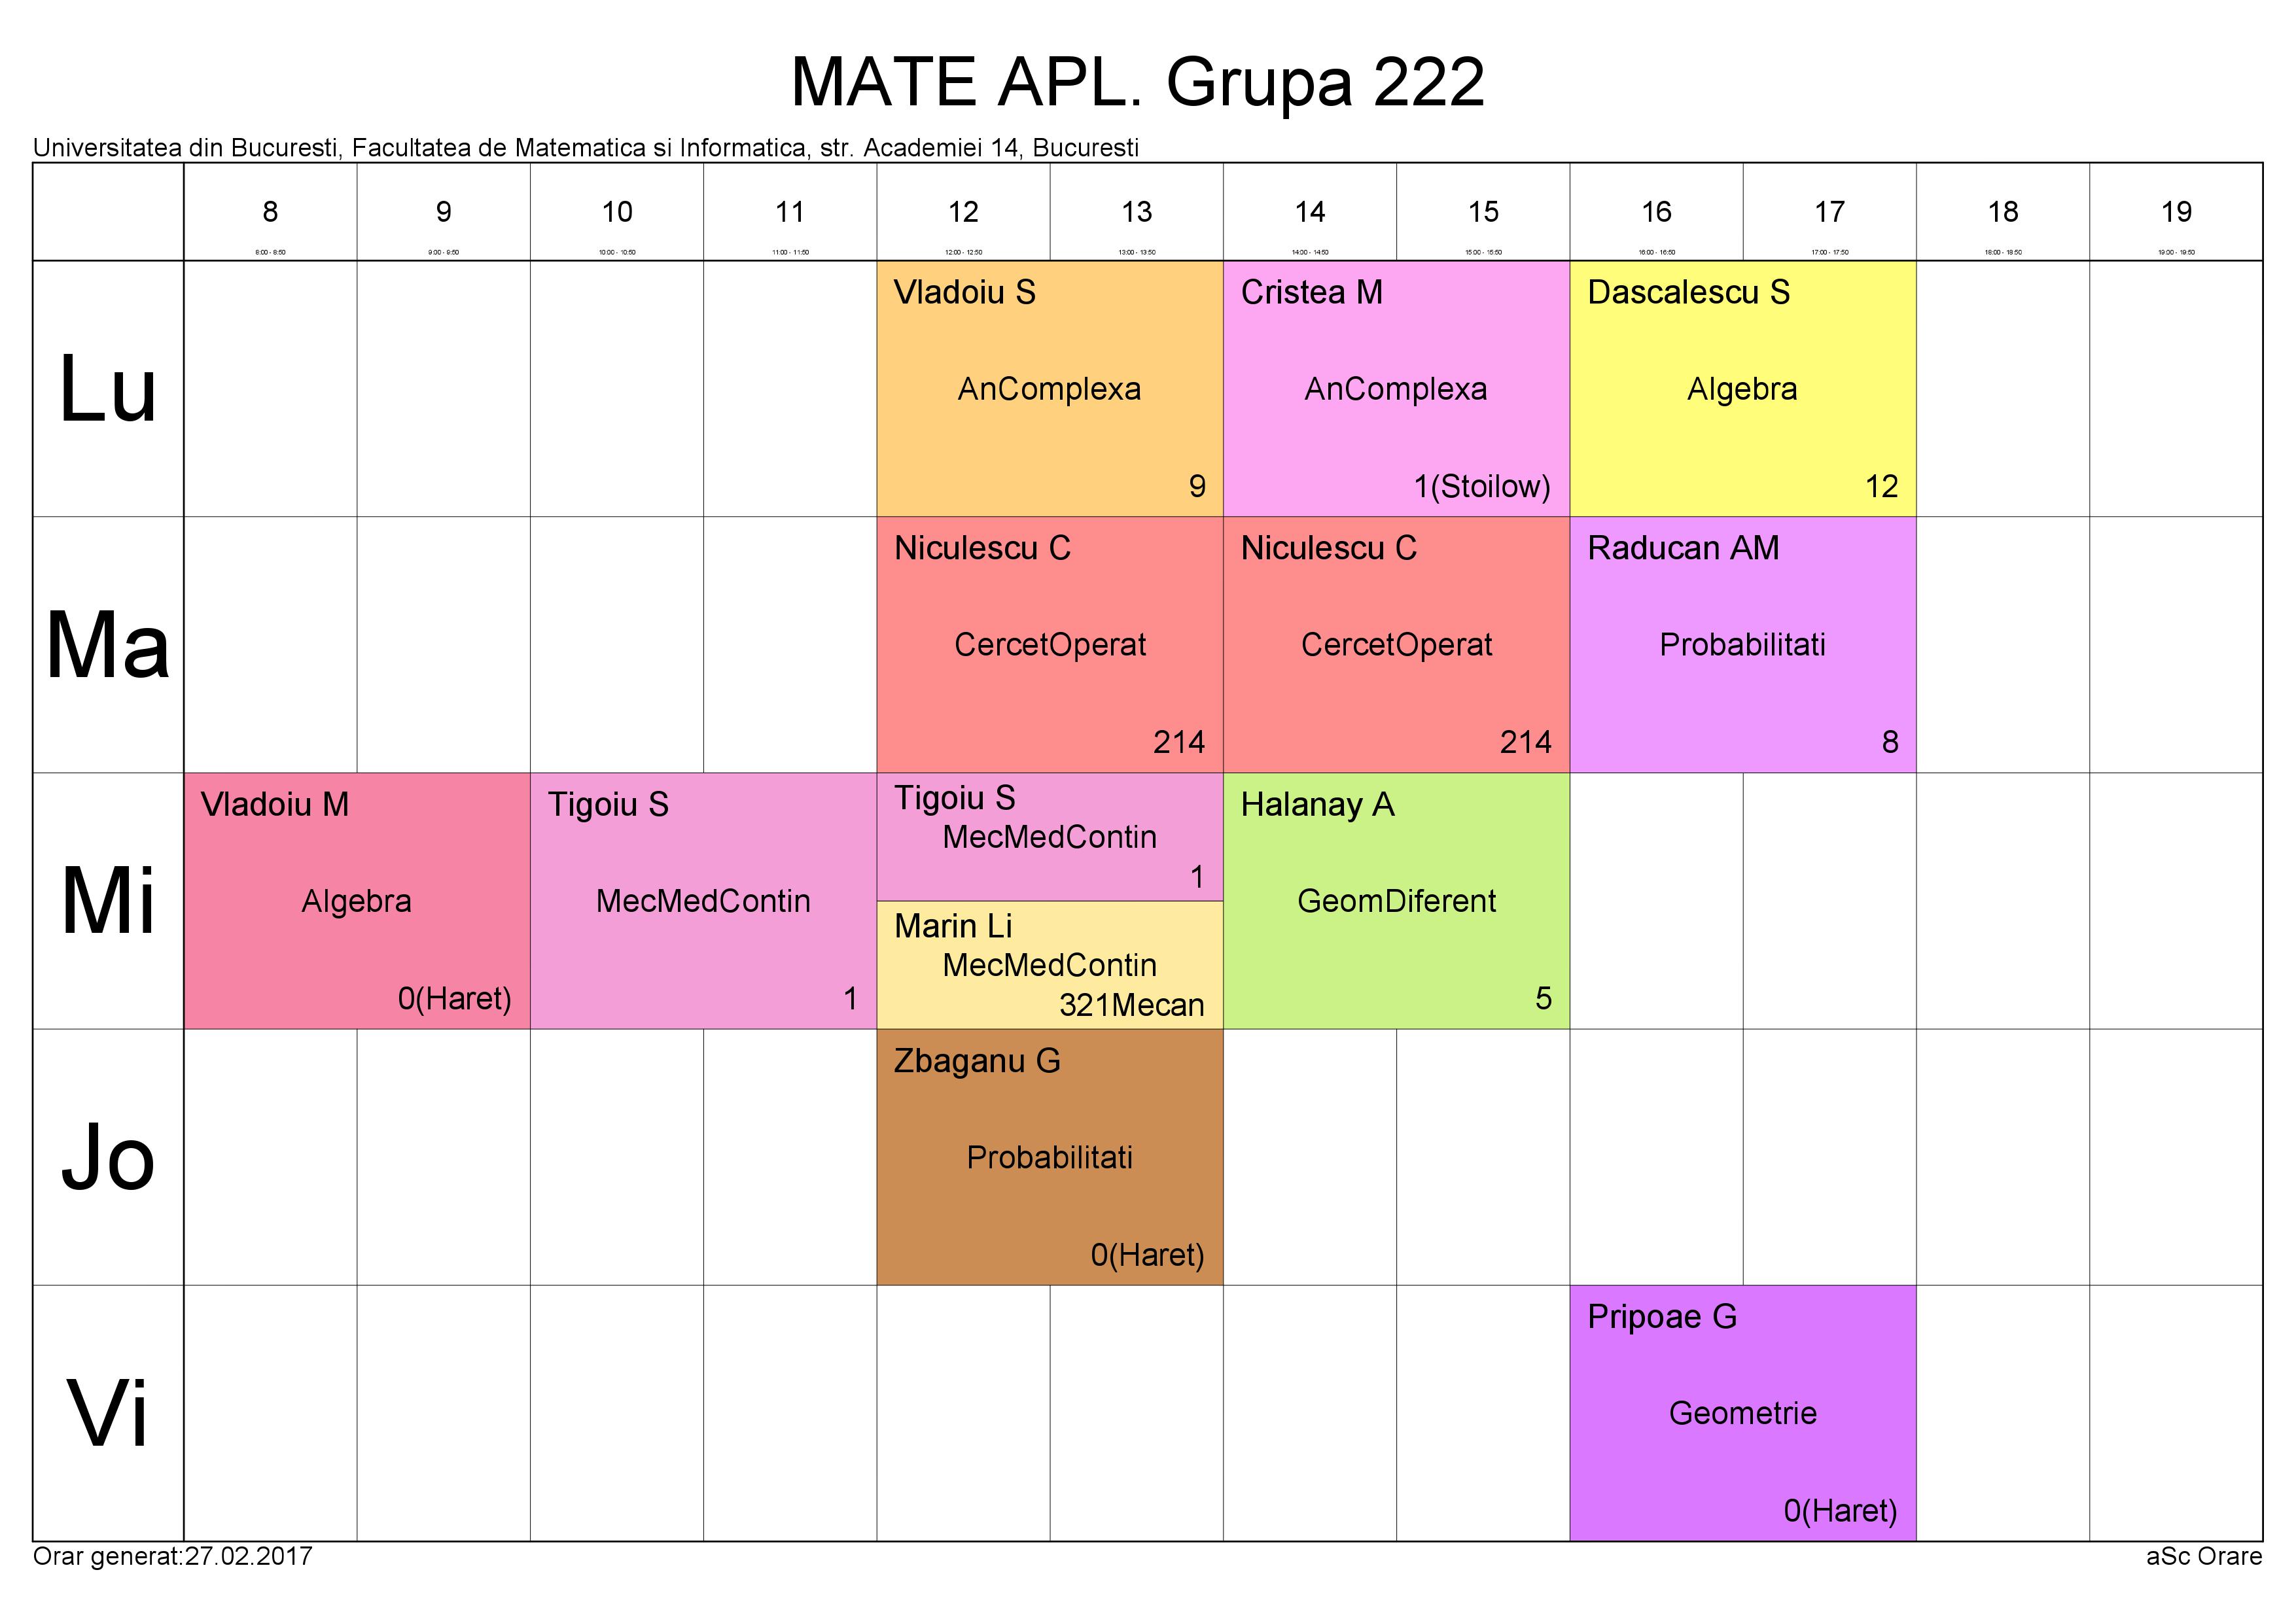 MATE APL. Grupa 222
Universitatea din Bucuresti, Facultatea de Matematica si Informatica, str. Academiei 14, Bucuresti
8 9 10 11 12 13 14 15 16 17 18 19
8:00 - 8:50 9:00 - 9:50 10:00 - 10:50 11:00 - 11:50 12:00 - 12:50 13:00 - 13:50 14:00 - 14:50 15:00 - 15:50 16:00 - 16:50 17:00 - 17:50 18:00 - 18:50 19:00 - 19:50
Lu
Vladoiu S
AnComplexa
9
Cristea M
AnComplexa
1(Stoilow)
Dascalescu S
Algebra
12
Ma
Niculescu C
CercetOperat
214
Niculescu C
CercetOperat
214
Raducan AM
Probabilitati
8
Mi
Vladoiu M
Algebra
0(Haret)
Tigoiu S
MecMedContin
1
Tigoiu S
MecMedContin
1
Marin Li
MecMedContin
321Mecan
Halanay A
GeomDiferent
5
Jo
Zbaganu G
Probabilitati
0(Haret)
Vi
Pripoae G
Geometrie
0(Haret)
Orar generat:27.02.2017
aSc Orare